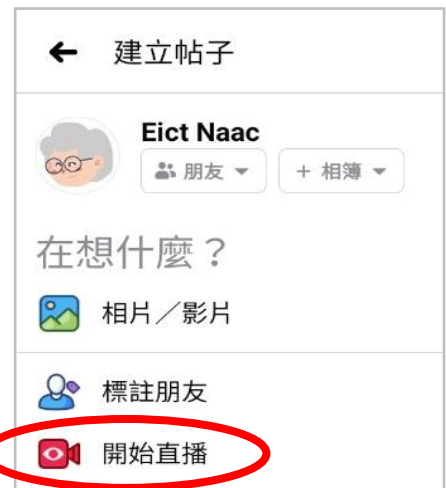 建立帖子
Eict Naac
朋友
+ 相簿
在想什麼？
相片／影片
標註朋友
開始直播